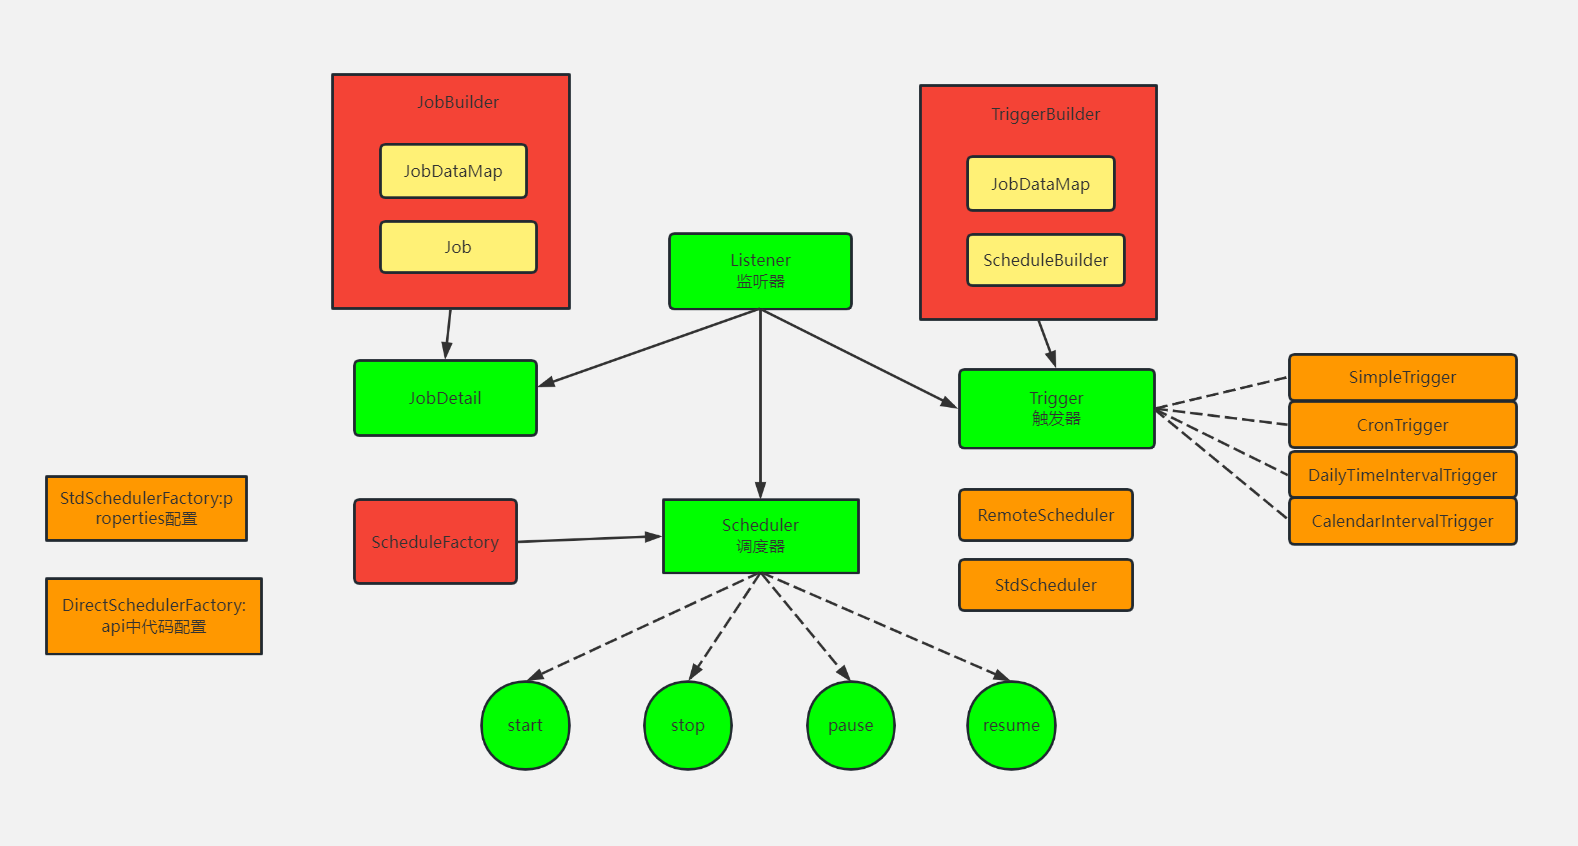 JobBuilder
JobDataMap
Job
TriggerBuilder
JobDataMap
ScheduleBuilder
Listener
监听器
JobDetail
Trigger
触发器
SimpleTrigger
CronTrigger
DailyTimeIntervalTrigger
CalendarIntervalTrigger
StdSchedulerFactory:p
roperties配置
DirectSchedulerFactory:
api中代码配置
ScheduleFactory
Scheduler
调度器
RemoteScheduler
StdScheduler
start
stop
pause
resume